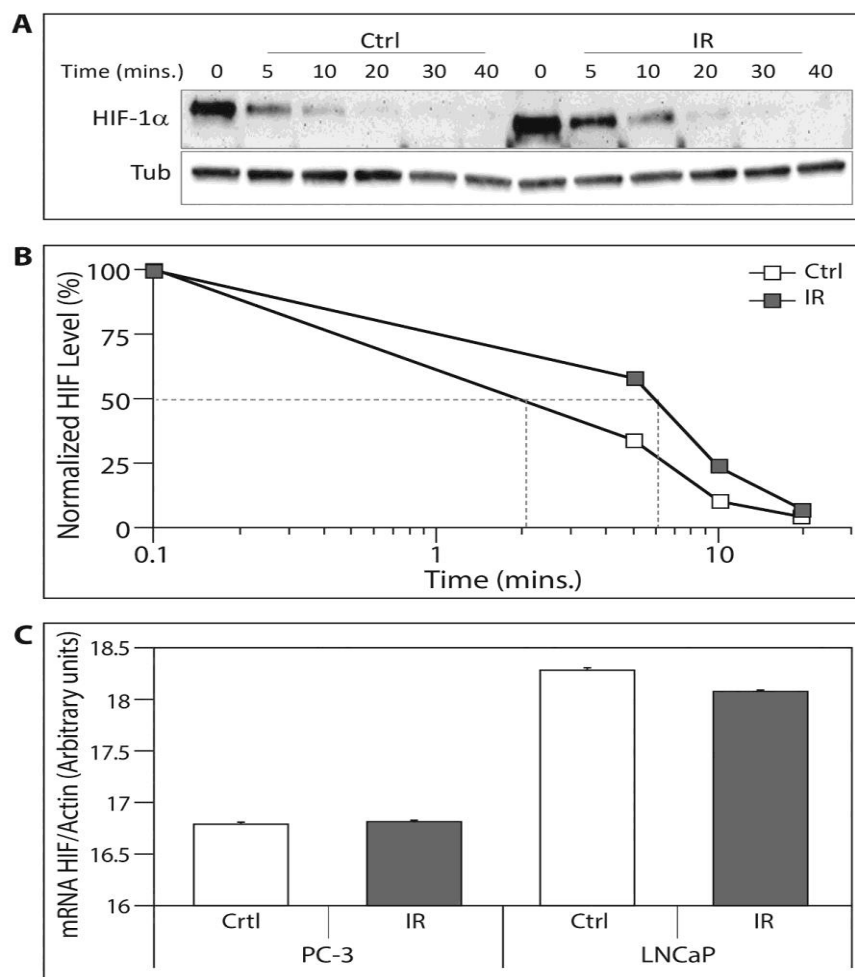 A
Ctrl IR
Time (mins.) 0 5 10 20 30 40 0 5 10 20 30 40
HIF-1α
Tub
B
Normalized HIF Level (%)
100
75
50
25
0
Ctrl
IR
0.1 1 10
Time (mins.)
C
mRNA HIF/Actin (Arbitrary units)
18.5
18
17.5
17
16.5
16
Crtl IR Ctrl IR
PC-3 LNCaP